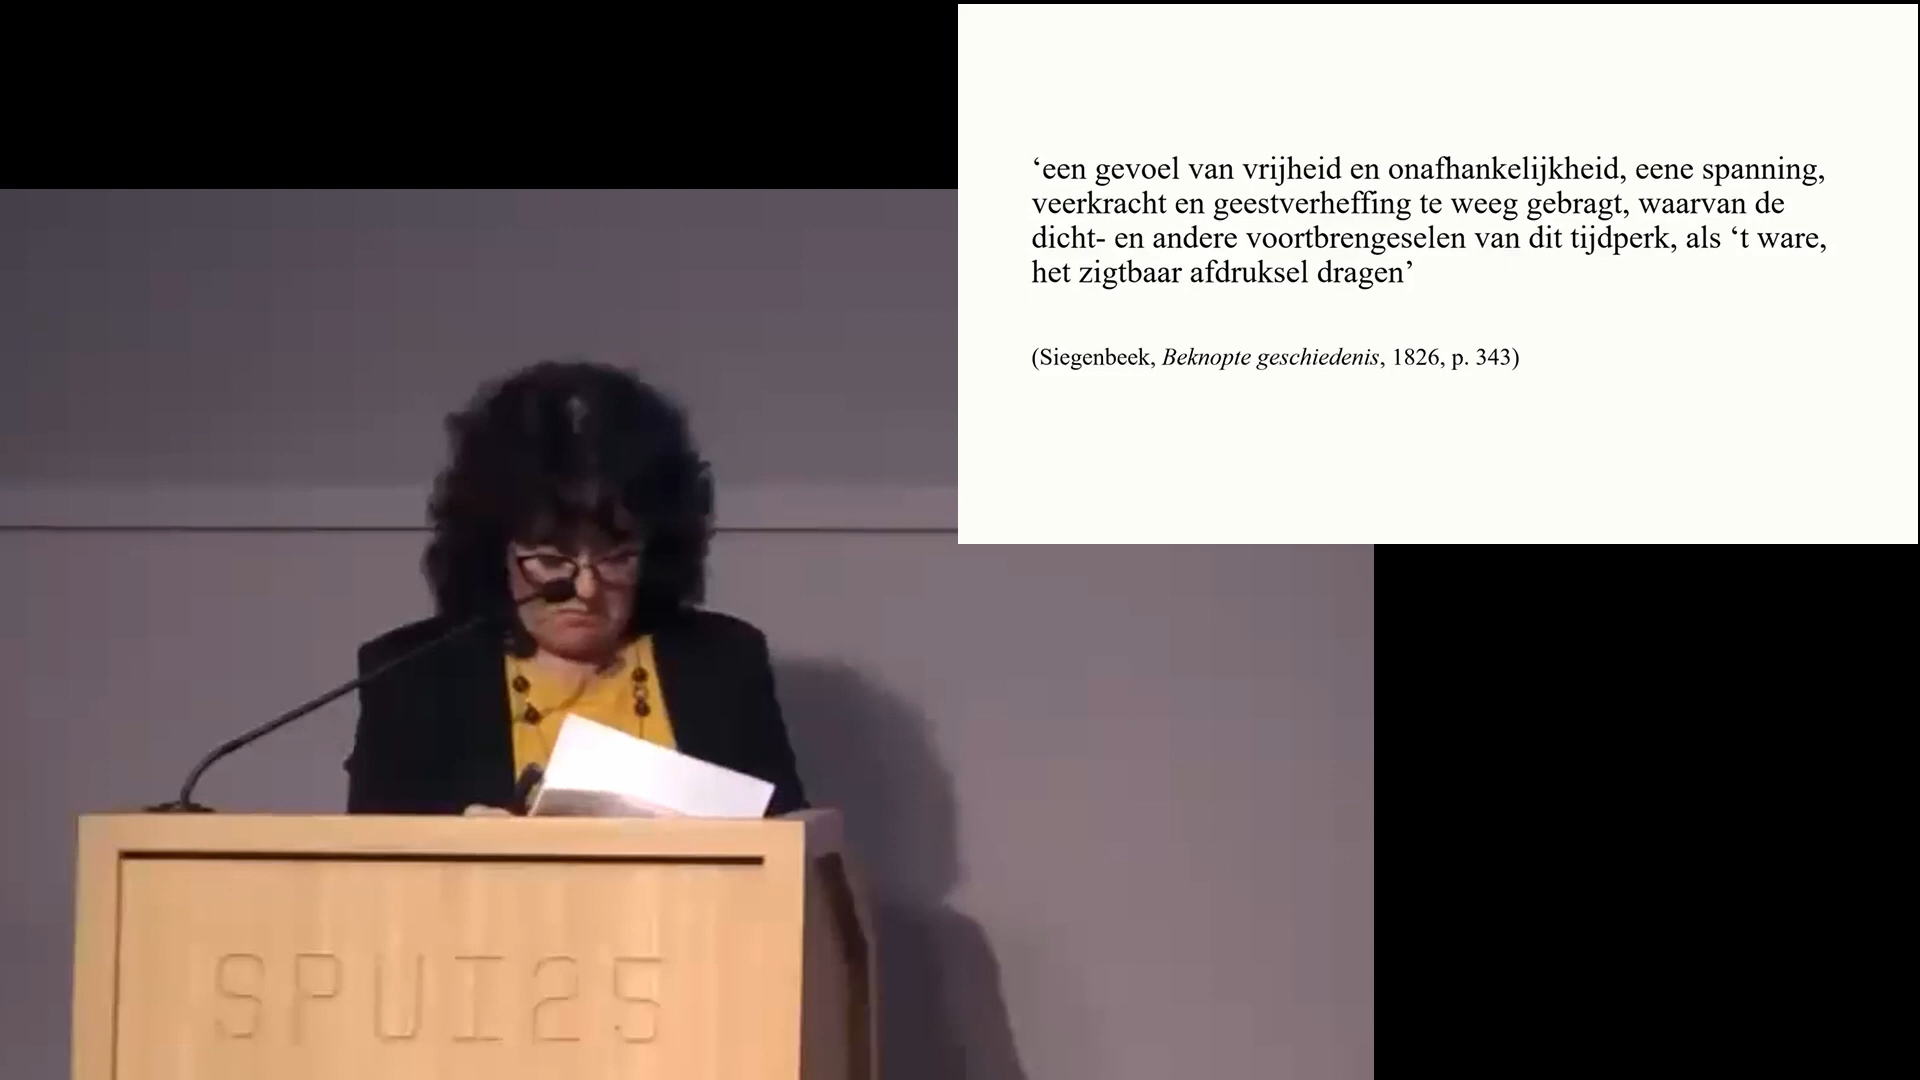 ‘een gevoel van vrijheid en onafhankelijkheid, eene spanning,
veerkracht en geestverheffing te weeg gebragt, waarvan de
dicht- en andere voortbrengeselen van dit tijdperk, als ‘t ware,
het zigtbaar afdruksel dragen’
(Siegenbeek, Beknopte geschiedenis, 1826, p. 343)
SPUI25